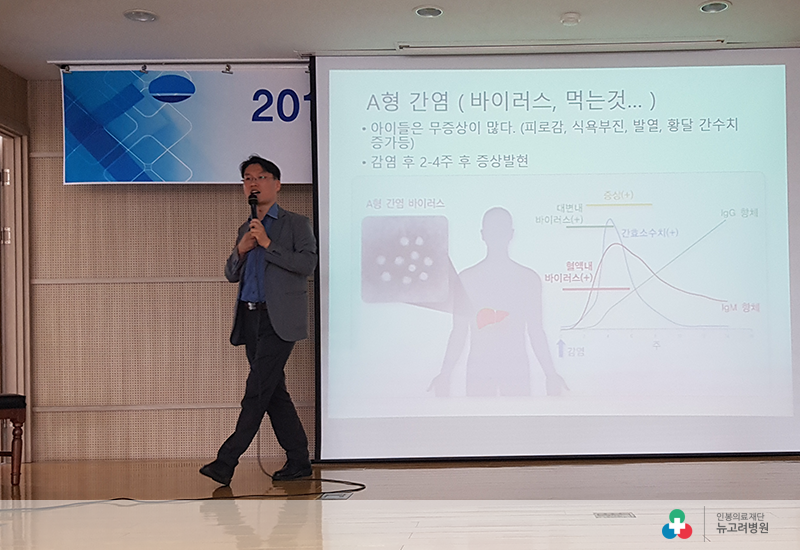 201
A형 간염 ( 바이러스, 먹는것... )
• 아이들은 무증상이 많다. (피로감, 식욕부진, 발열, 황달 간수치
증가등)
• 감염 후 2-4주 후 증상발현
A형 간염 바이러스
증상(+)
대변내
바이러스(+)
IgG 항체
간효소수치(+)
혈액내
바이러스(+)
IgM 항체
감염
주
인봉의료재단
뉴고려병원